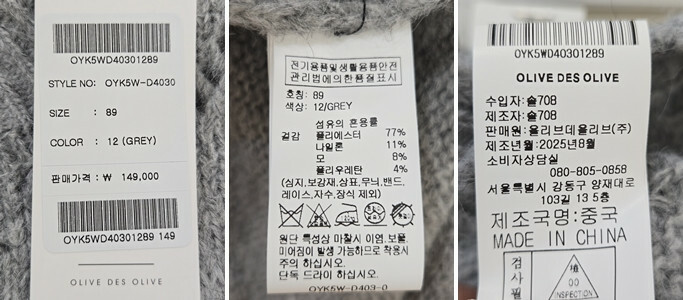 OYK5WD40301289
STYLE NO: OYK5W-D4030
SIZE : 89
COLOR : 12 (GREY)
판매가격 : ₩ 149,000
OYK5WD40301289 149
OLIVE DES OLIVE
전기용품및생활용품안전
관리법에의한품질표시
호칭: 89
색상: 12/GREY
섬유의 혼용률
겉감 폴리에스터 77%
나일론 11%
모 8%
폴리우레탄 4%
(심지,보강재,상표,무늬,밴드,
레이스,자수,장식 제외)
원단 특성상 마찰시 이염, 보풀,
미어짐이 발생 가능하므로 착용시
주의 하십시오.
단독 드라이 하십시오.
OYK5W-D403-0
OYK5WD40301289
OLIVE DES OLIVE
수입자:슬708
제조자:슬708
판매원:올리브데올리브(주)
제조년월:2025년8월
소비자상담실
080-805-0858
서울특별시 강동구 양재대로
103길 13 5층
제조국명:중국
MADE IN CHINA
검
사
필
INSPECTION